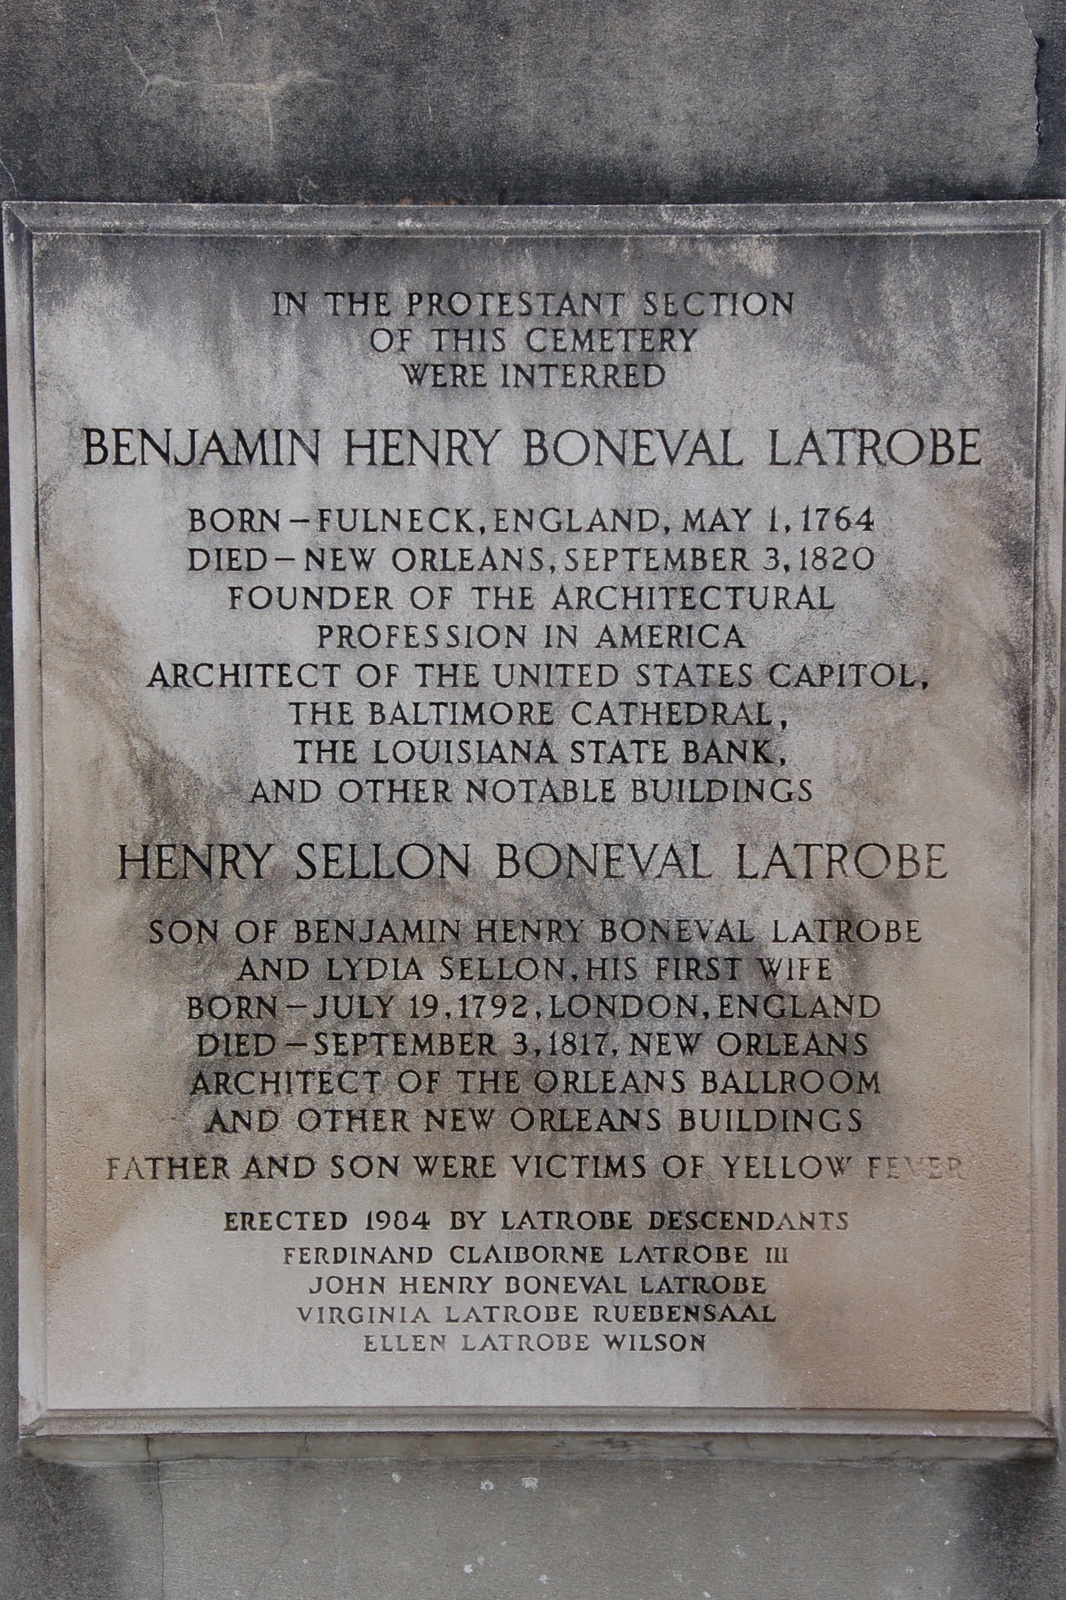 IN THE PROTESTANT SECTION
OF THIS CEMETERY
WERE INTERRED
BENJAMIN HENRY BONEVAL LATROBE
BORN – FULNECK, ENGLAND, MAY 1, 1764
DIED – NEW ORLEANS, SEPTEMBER 3, 1820
FOUNDER OF THE ARCHITECTURAL
PROFESSION IN AMERICA
ARCHITECT OF THE UNITED STATES CAPITOL,
THE BALTIMORE CATHEDRAL,
THE LOUISIANA STATE BANK,
AND OTHER NOTABLE BUILDINGS
HENRY SELLON BONEVAL LATROBE
SON OF BENJAMIN HENRY BONEVAL LATROBE
AND LYDIA SELLON, HIS FIRST WIFE
BORN – JULY 19, 1792, LONDON, ENGLAND
DIED – SEPTEMBER 3, 1817, NEW ORLEANS
ARCHITECT OF THE ORLEANS BALLROOM
AND OTHER NEW ORLEANS BUILDINGS
FATHER AND SON WERE VICTIMS OF YELLOW FEVER
ERECTED 1984 BY LATROBE DESCENDANTS
FERDINAND CLAIBORNE LATROBE III
JOHN HENRY BONEVAL LATROBE
VIRGINIA LATROBE RUEBENSAAL
ELLEN LATROBE WILSON